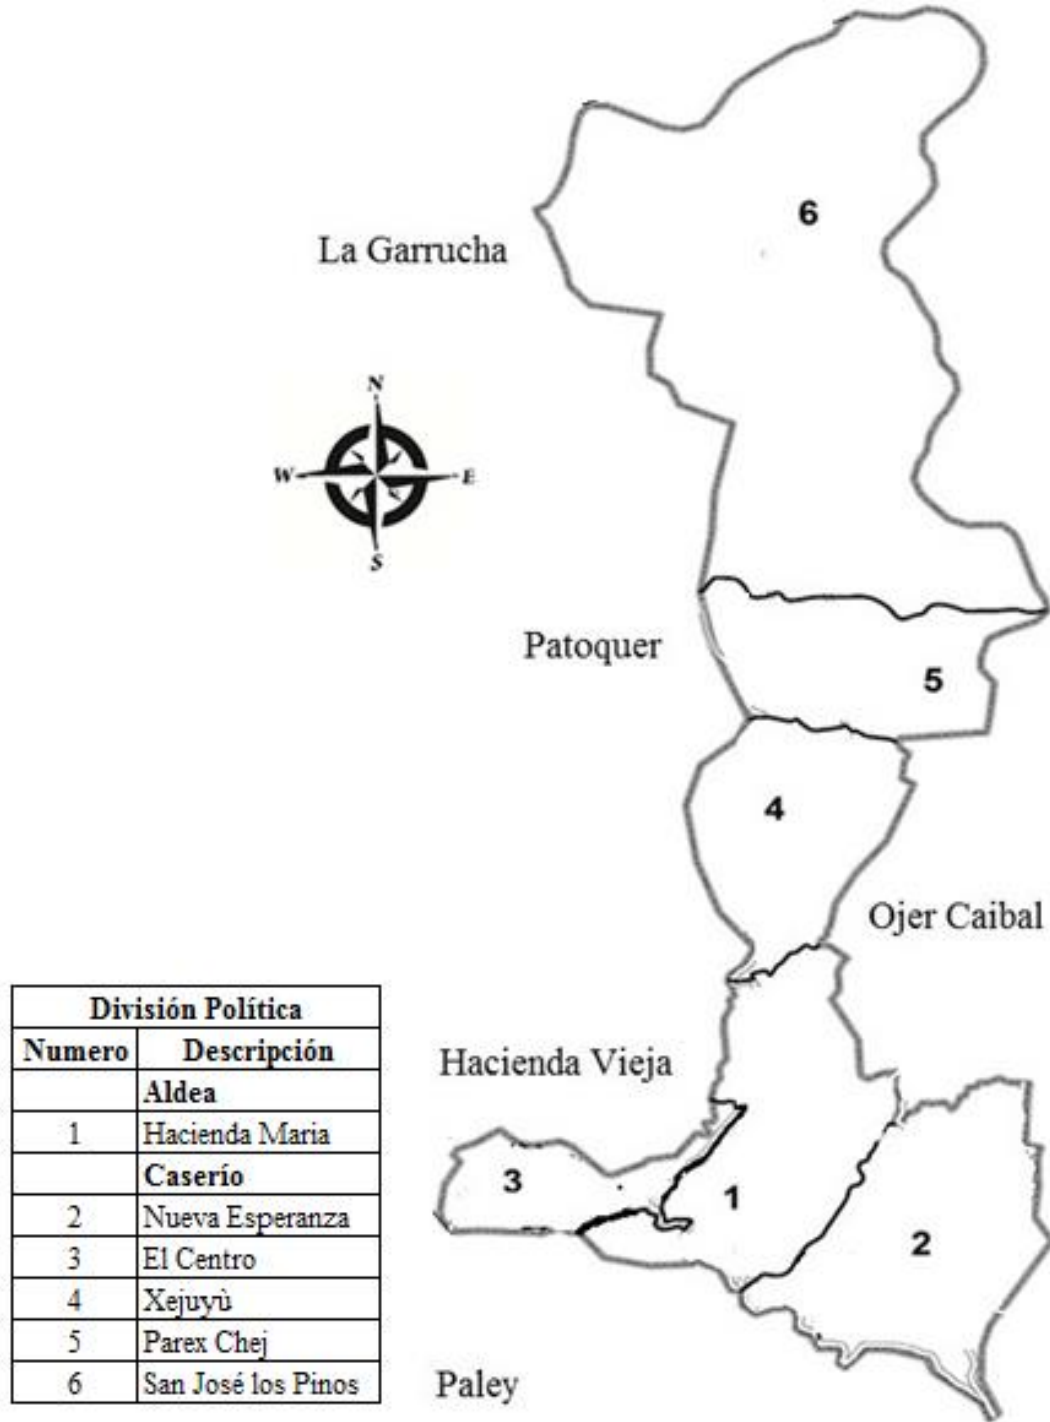 6
La Garrucha
N
W E
S
Patoquer
5
4
Ojer Caibal
División Política
Numero Descripción
Aldea
1 Hacienda Maria
Caserío
2 Nueva Esperanza
3 El Centro
4 Xejuyù
5 Parex Chej
6 San José los Pinos
Hacienda Vieja
3
1
2
Paley